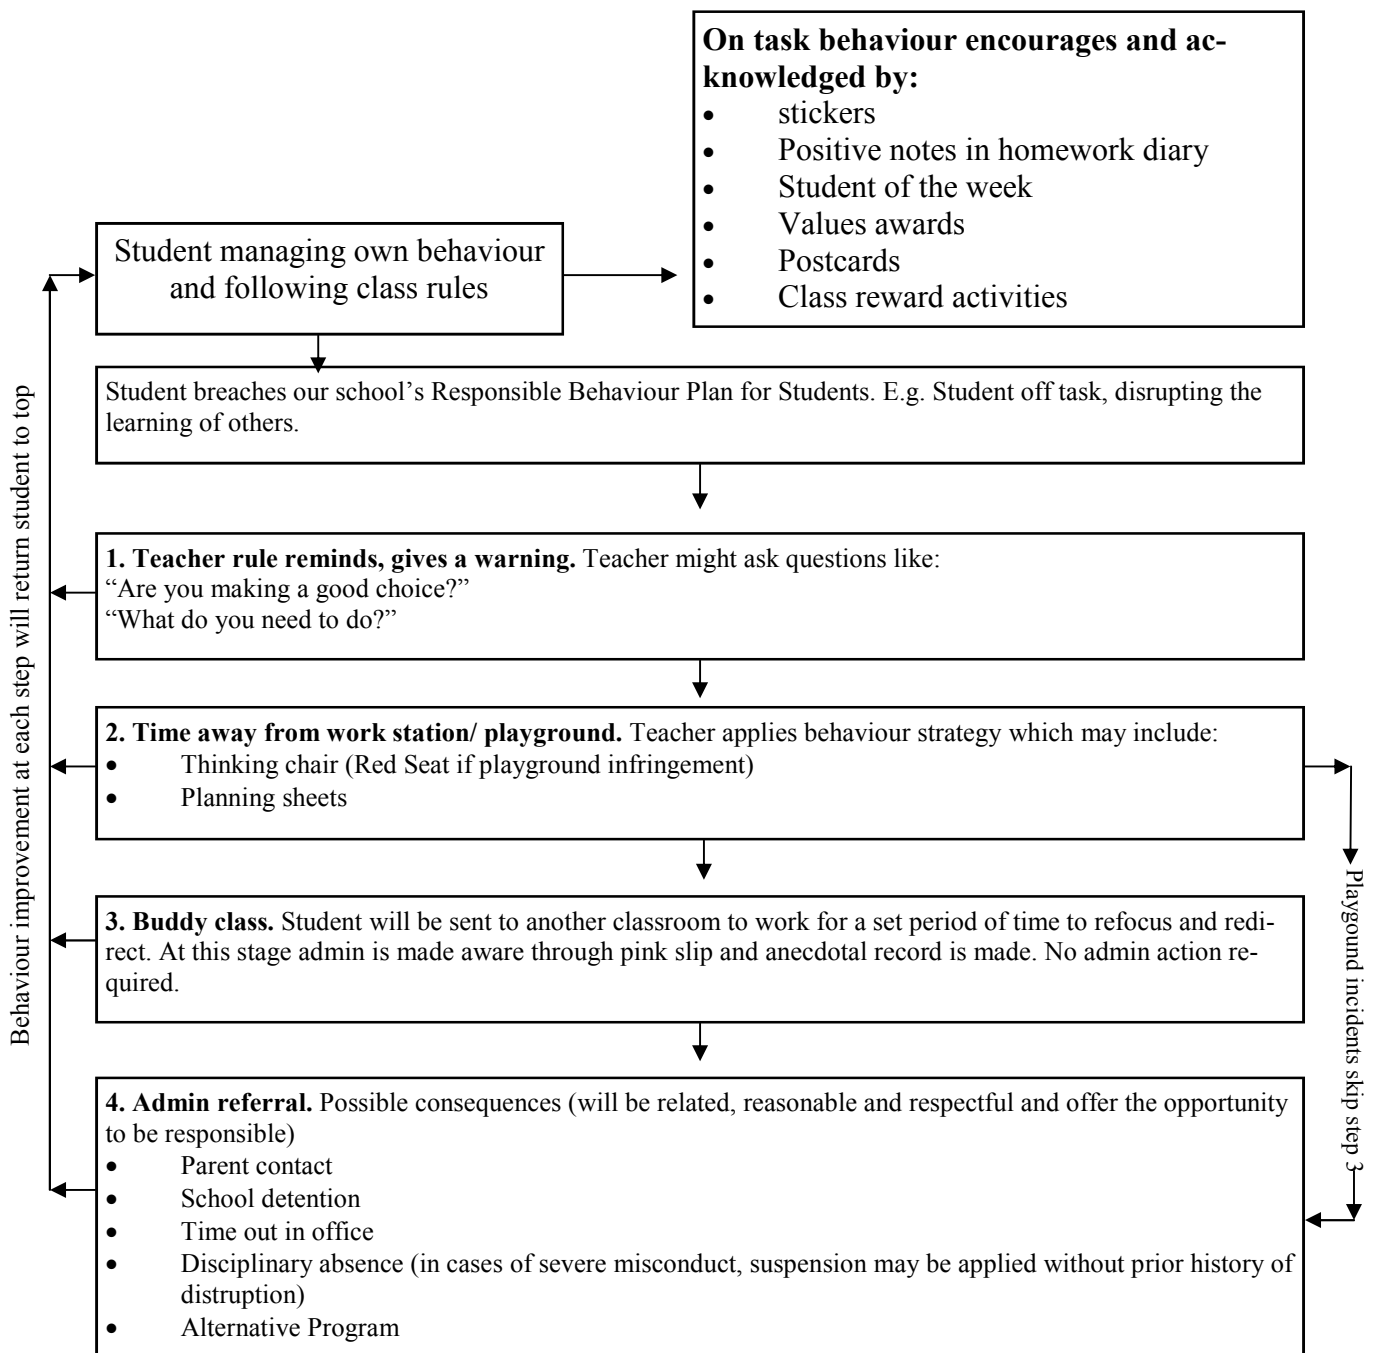 On task behaviour encourages and ac-
knowledged by:
• stickers
• Positive notes in homework diary
• Student of the week
• Values awards
• Postcards
• Class reward activities
Student managing own behaviour
and following class rules
Student breaches our school’s Responsible Behaviour Plan for Students. E.g. Student off task, disrupting the
learning of others.
1. Teacher rule reminds, gives a warning. Teacher might ask questions like:
“Are you making a good choice?”
“What do you need to do?”
2. Time away from work station/ playground. Teacher applies behaviour strategy which may include:
• Thinking chair (Red Seat if playground infringement)
• Planning sheets
3. Buddy class. Student will be sent to another classroom to work for a set period of time to refocus and redi-
rect. At this stage admin is made aware through pink slip and anecdotal record is made. No admin action re-
quired.
4. Admin referral. Possible consequences (will be related, reasonable and respectful and offer the opportunity
to be responsible)
• Parent contact
• School detention
• Time out in office
• Disciplinary absence (in cases of severe misconduct, suspension may be applied without prior history of
distruption)
• Alternative Program
Behaviour improvement at each step will return student to top
Playgound incidents skip step 3